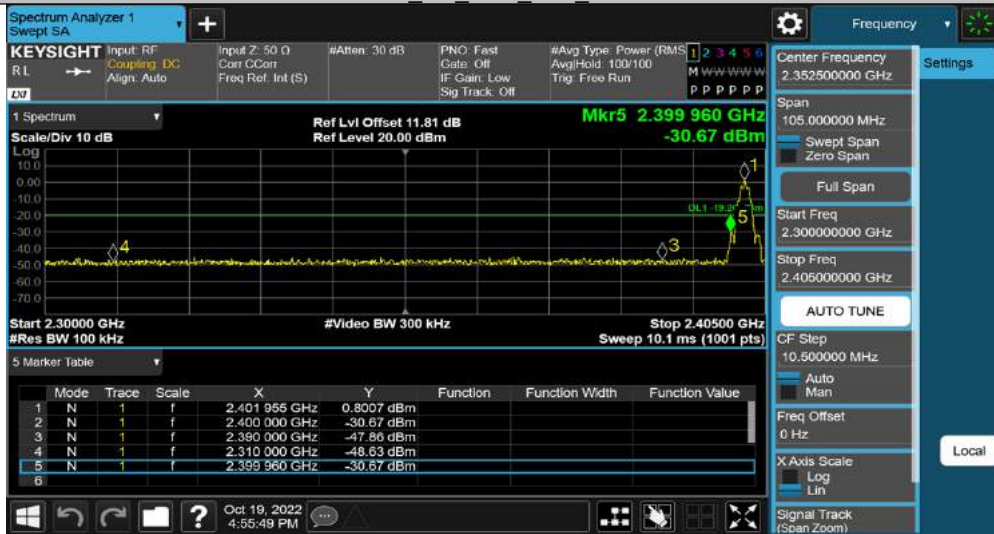 Spectrum Analyzer 1
Swept SA
+
Frequency
KEYSIGHT
RL
LXI
Input: RF
Coupling: DC
Align: Auto
Input Z: 50 Ω
Corr CCorr
Freq Ref: Int (S)
#Atten: 30 dB
PNO: Fast
Gate: Off
IF Gain: Low
Sig Track: Off
#Avg Type: Power (RMS
Avg|Hold: 100/100
Trig: Free Run
1 2 3 4 5 6
M W W W W W
P P P P P P
1 Spectrum
Scale/Div 10 dB
Ref Lvl Offset 11.81 dB
Ref Level 20.00 dBm
Mkr5 2.399 960 GHz
-30.67 dBm
Log
10.0
0.00
-10.0
-20.0
-30.0
-40.0
-50.0
-60.0
-70.0
1
5
4
3
Start 2.30000 GHz
#Res BW 100 kHz
#Video BW 300 kHz
Stop 2.40500 GHz
Sweep 10.1 ms (1001 pts)
5 Marker Table
Mode Trace Scale X Y Function Function Width Function Value
1 N 1 f 2.401 955 GHz 0.8007 dBm
2 N 1 f 2.400 000 GHz -30.67 dBm
3 N 1 f 2.390 000 GHz -47.86 dBm
4 N 1 f 2.310 000 GHz -48.63 dBm
5 N 1 f 2.399 960 GHz -30.67 dBm
6
?
Oct 19, 2022
4:55:49 PM
Center Frequency
2.352500000 GHz
Settings
Span
105.000000 MHz
Swept Span
Zero Span
Full Span
Start Freq
2.300000000 GHz
Stop Freq
2.405000000 GHz
AUTO TUNE
CF Step
10.500000 MHz
Auto
Man
Freq Offset
0 Hz
Local
X Axis Scale
Log
Lin
Signal Track
(Span Zoom)